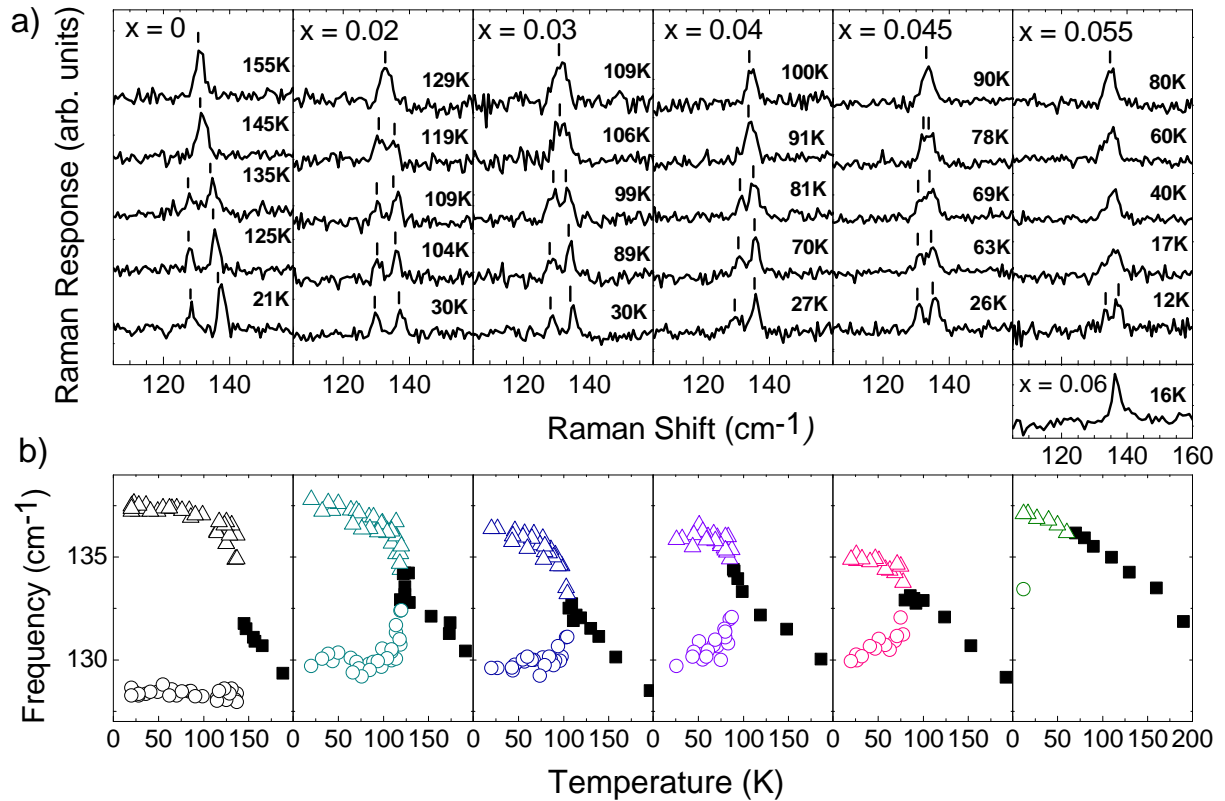 a)
Raman Response (arb. units)
x = 0
155K
145K
135K
125K
21K
x = 0.02
129K
119K
109K
104K
30K
x = 0.03
109K
106K
99K
89K
30K
x = 0.04
100K
91K
81K
70K
27K
x = 0.045
90K
78K
69K
63K
26K
x = 0.055
80K
60K
40K
17K
12K
x = 0.06
16K
120 140 120 140 120 140 120 140 120 140
120 140 160
Raman Shift (cm-1)
b)
Frequency (cm-1)
135
130
0 50 100 150 0 50 100 150 0 50 100 150 0 50 100 150 0 50 100 150 0 50 100 150 200
Temperature (K)